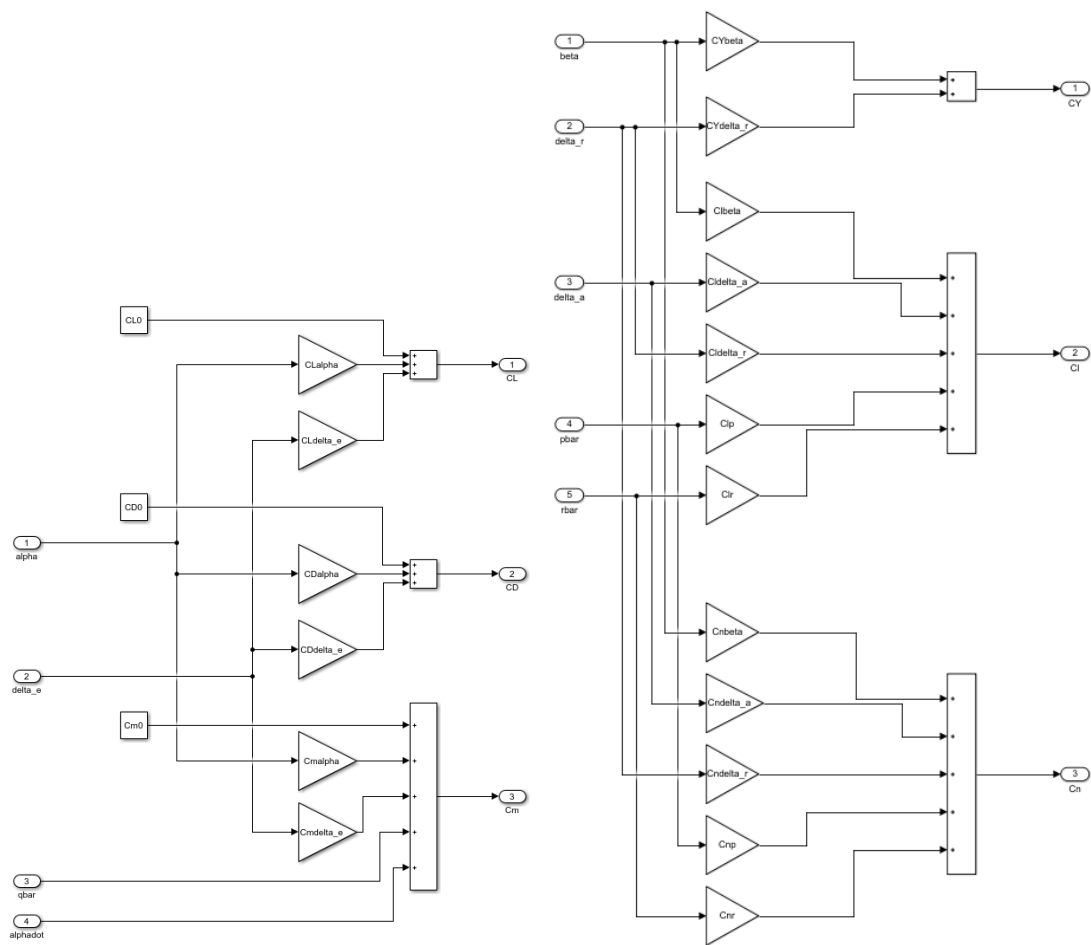 CL0
CLalpha
1
CL
CLdelta_e
CD0
1
alpha
CDalpha
2
CD
CDdelta_e
2
delta_e
Cm0
Cmalpha
3
Cm
Cmdelta_e
3
qbar
4
alphadot
1
beta
CYbeta
1
CY
2
delta_r
CYdelta_r
Clbeta
3
delta_a
Cldelta_a
Cldelta_r
2
Cl
4
pbar
Clp
5
rbar
Clr
Cnbeta
Cndelta_a
Cndelta_r
3
Cn
Cnp
Cnr